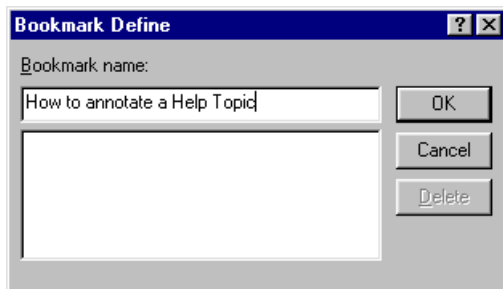 Bookmark Define
Bookmark name:
How to annotate a Help Topic
OK
Cancel
Delete